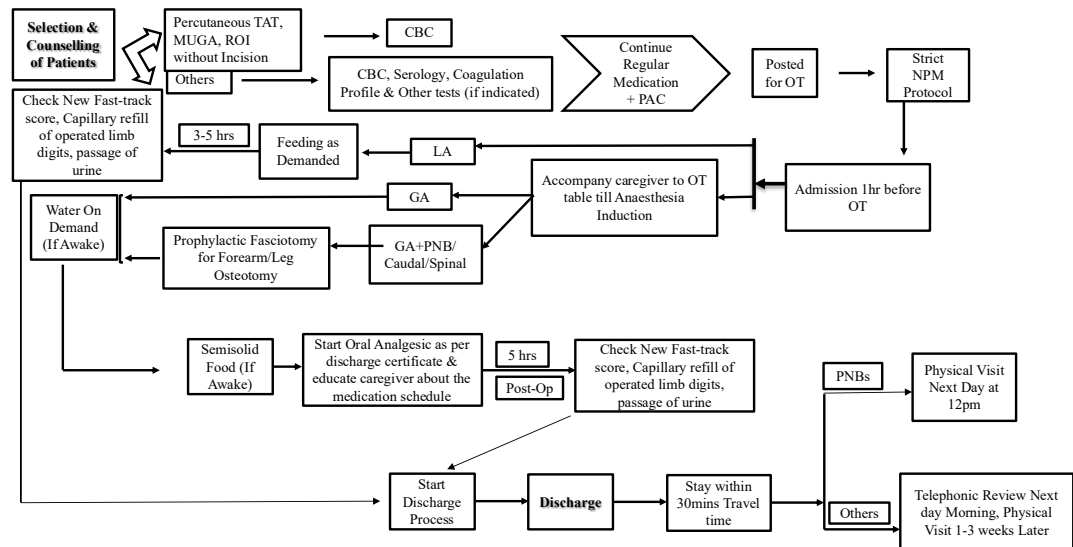 Selection &
Counselling
of Patients
Percutaneous TAT,
MUGA, ROI
without Incision
CBC
Others
CBC, Serology, Coagulation
Profile & Other tests (if indicated)
Continue
Regular
Medication
+ PAC
Posted
for OT
Strict
NPM
Protocol
Check New Fast-track
score, Capillary refill
of operated limb
digits, passage of
urine
3-5 hrs
Feeding as
Demanded
LA
Admission 1hr before
OT
Accompany caregiver to OT
table till Anaesthesia
Induction
GA
Water On
Demand
(If Awake)
Prophylactic Fasciotomy
for Forearm/Leg
Osteotomy
GA+PNB/
Caudal/Spinal
Semisolid
Food (If
Awake)
Start Oral Analgesic as per
discharge certificate &
educate caregiver about the
medication schedule
5 hrs
Post-Op
Check New Fast-track
score, Capillary refill of
operated limb digits,
passage of urine
PNBs
Physical Visit
Next Day at
12pm
Start
Discharge
Process
Discharge
Stay within
30mins Travel
time
Others
Telephonic Review Next
day Morning, Physical
Visit 1-3 weeks Later